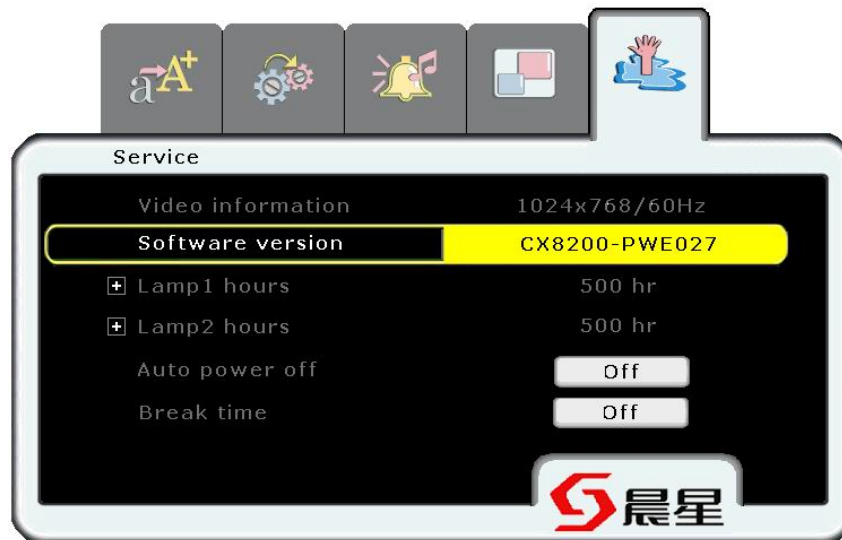 aA+
Service
Video information 1024x768/60Hz
Software version CX8200-PWE027
Lamp1 hours 500 hr
Lamp2 hours 500 hr
Auto power off Off
Break time Off
晨星